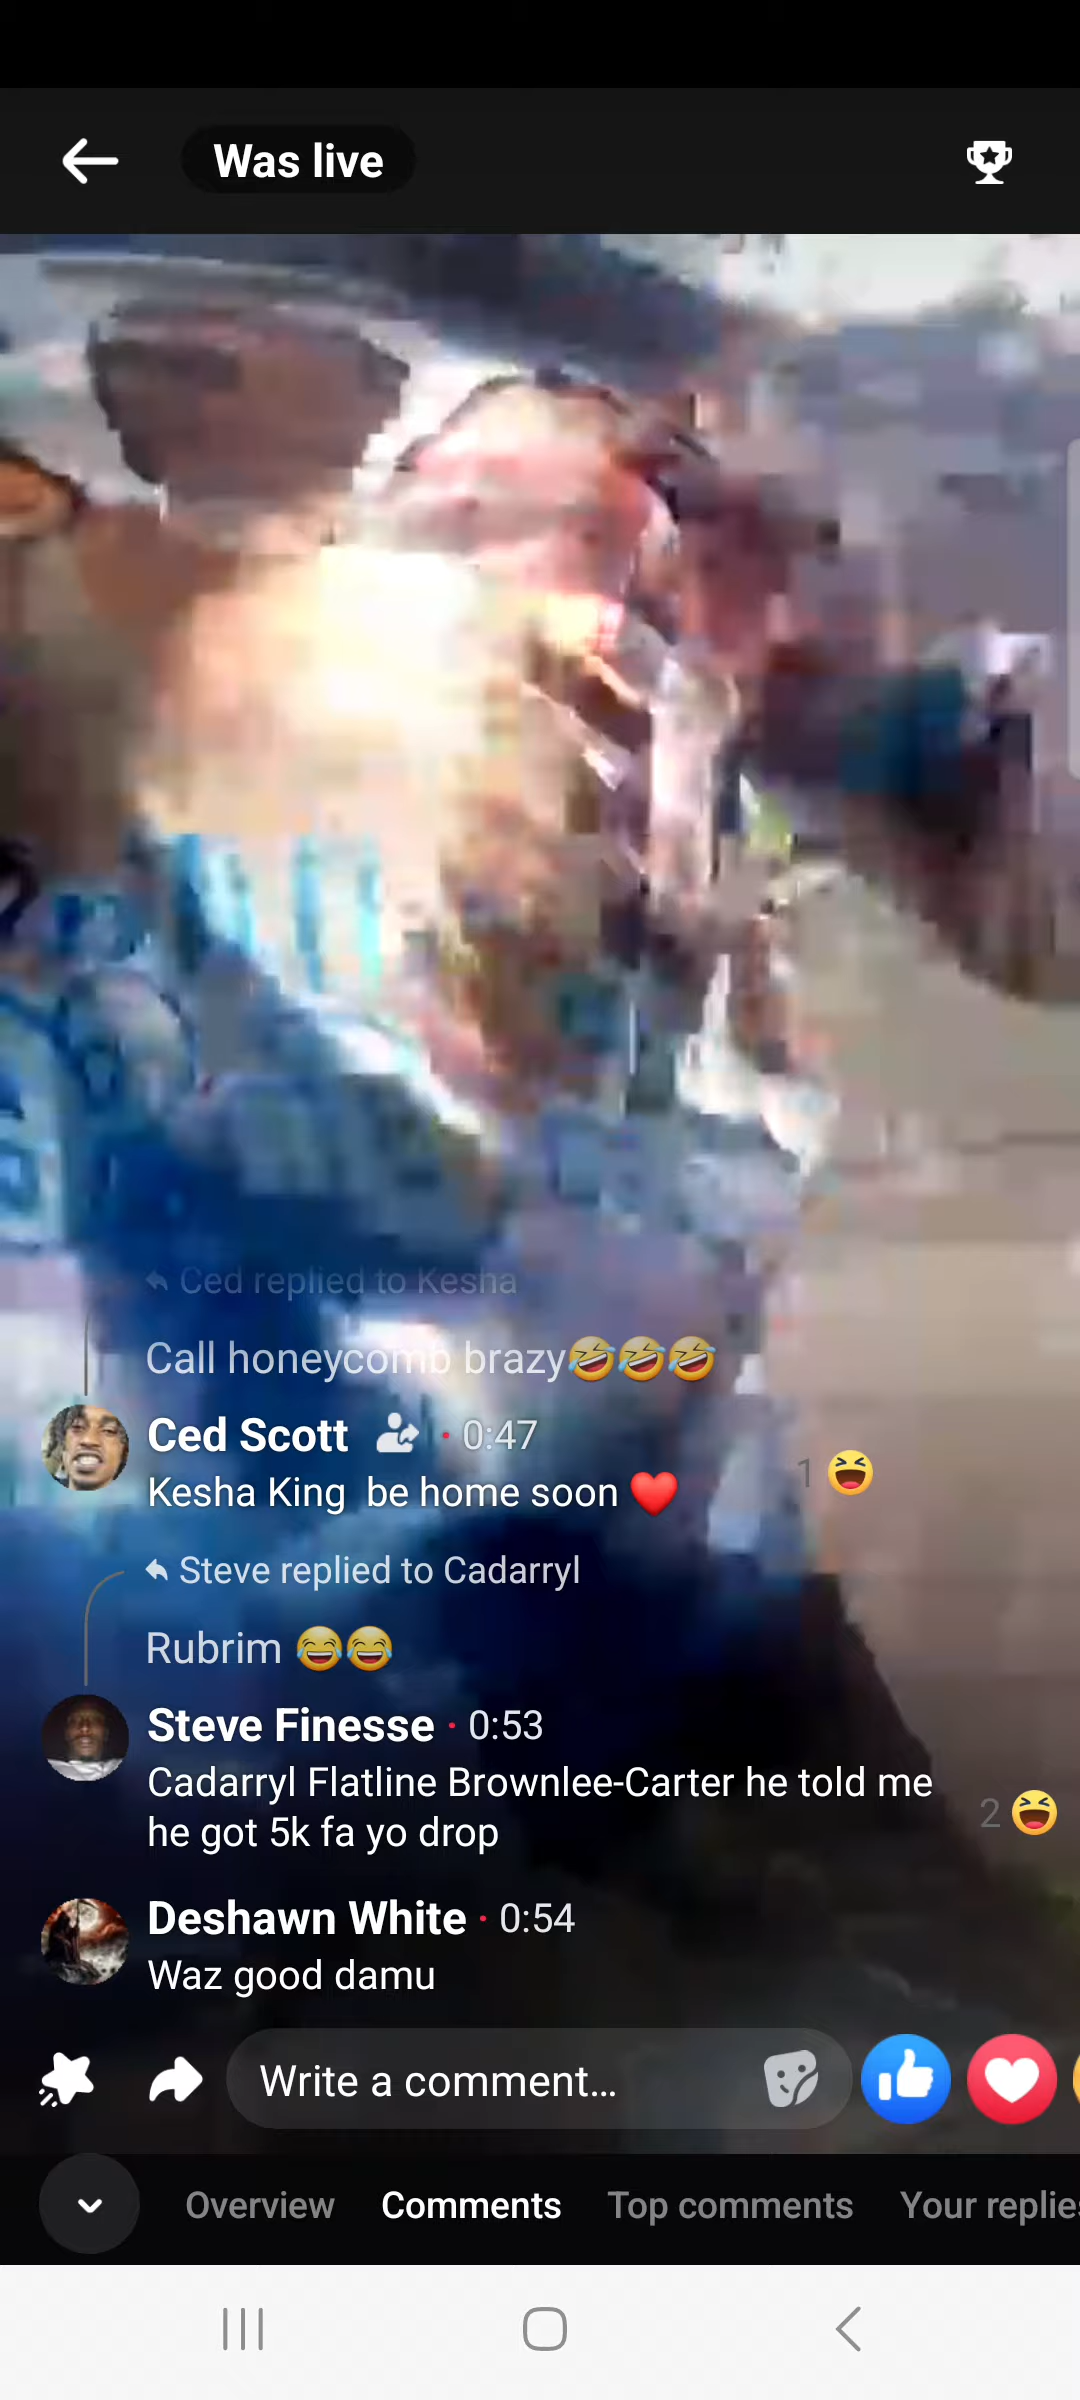 Was live
Ced replied to Kesha
Call honeycomb brazy🤣🤣🤣
Ced Scott · 0:47
Kesha King be home soon ❤️
1 😆
Steve replied to Cadarryl
Rubrim 😂😂
Steve Finesse · 0:53
Cadarryl Flatline Brownlee-Carter he told me
he got 5k fa yo drop
2 😆
Deshawn White · 0:54
Waz good damu
Write a comment...
Overview Comments Top comments Your replies